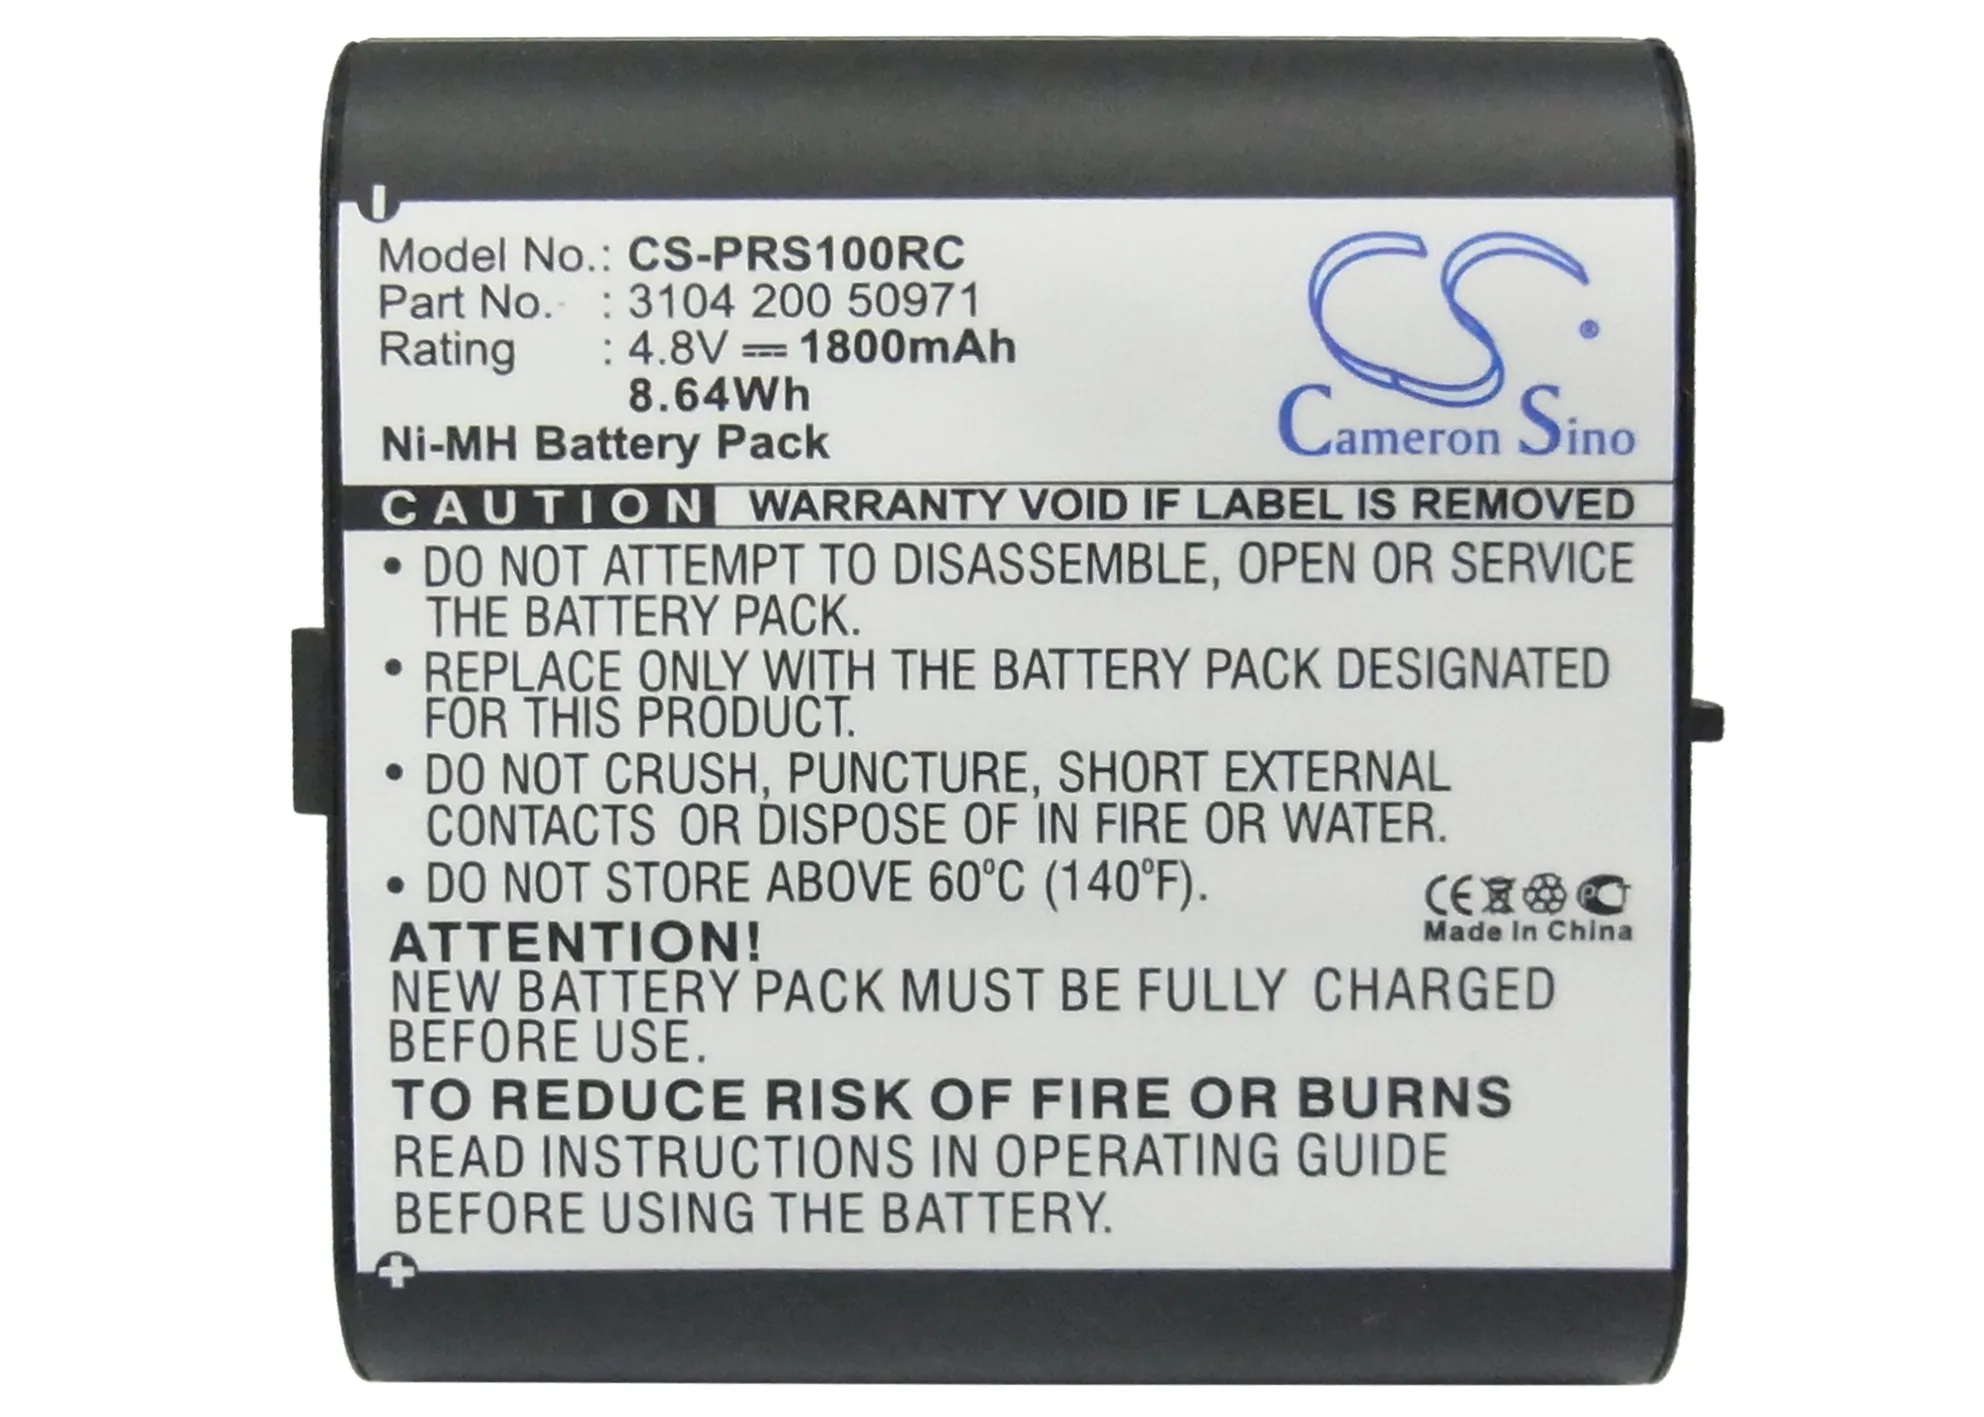 Model No.: CS-PRS100RC
Part No. : 3104 200 50971
Rating : 4.8V 1800mAh
8.64Wh
Ni-MH Battery Pack
CS®
Cameron Sino
CAUTION WARRANTY VOID IF LABEL IS REMOVED
• DO NOT ATTEMPT TO DISASSEMBLE, OPEN OR SERVICE
THE BATTERY PACK.
• REPLACE ONLY WITH THE BATTERY PACK DESIGNATED
FOR THIS PRODUCT.
• DO NOT CRUSH, PUNCTURE, SHORT EXTERNAL
CONTACTS OR DISPOSE OF IN FIRE OR WATER.
• DO NOT STORE ABOVE 60°C (140°F).
CE PCT
Made In China
ATTENTION!
NEW BATTERY PACK MUST BE FULLY CHARGED
BEFORE USE.
TO REDUCE RISK OF FIRE OR BURNS
READ INSTRUCTIONS IN OPERATING GUIDE
BEFORE USING THE BATTERY.